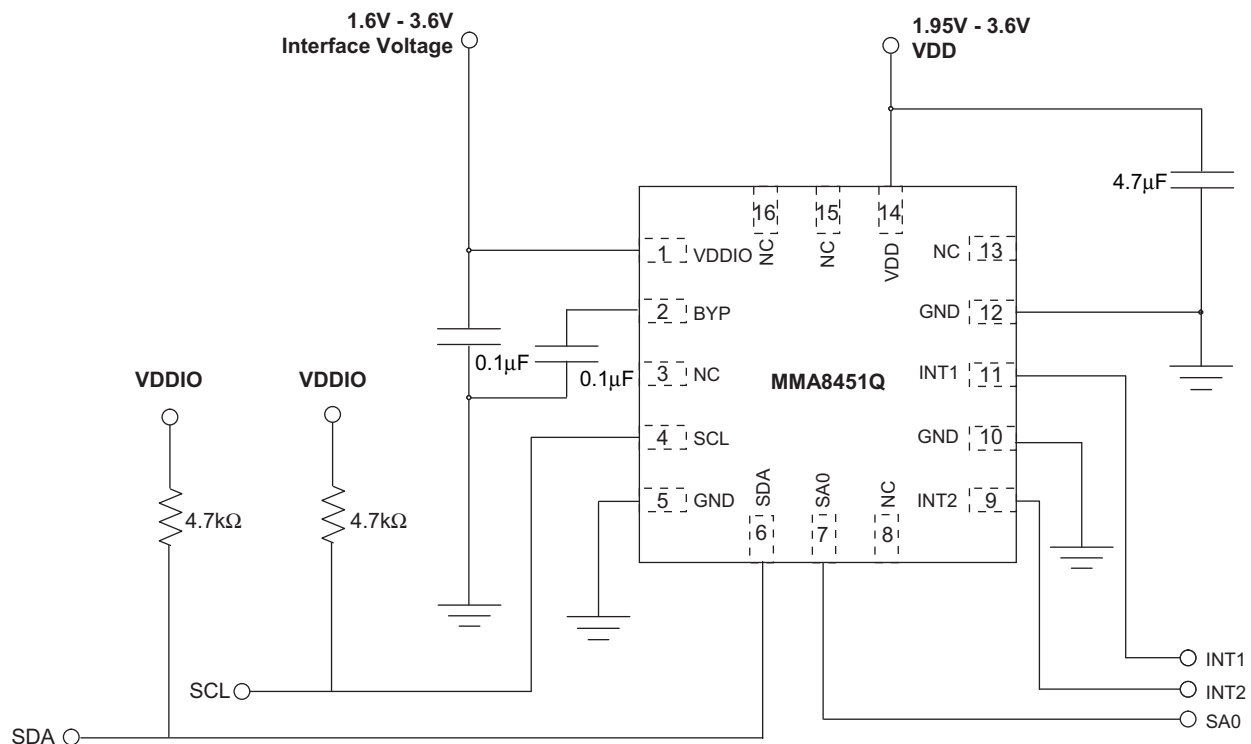 1.6V - 3.6V
Interface Voltage
1.95V - 3.6V
VDD
4.7μF
16
15
14
NC
NC
VDD
1
VDDIO
NC
13
2
BYP
GND
12
0.1μF
0.1μF
3
NC
MMA8451Q
INT1
11
VDDIO
VDDIO
4
SCL
GND
10
5
GND
SDA
SA0
NC
INT2
9
4.7kΩ
4.7kΩ
6
7
8
INT1
SCL
INT2
SA0
SDA